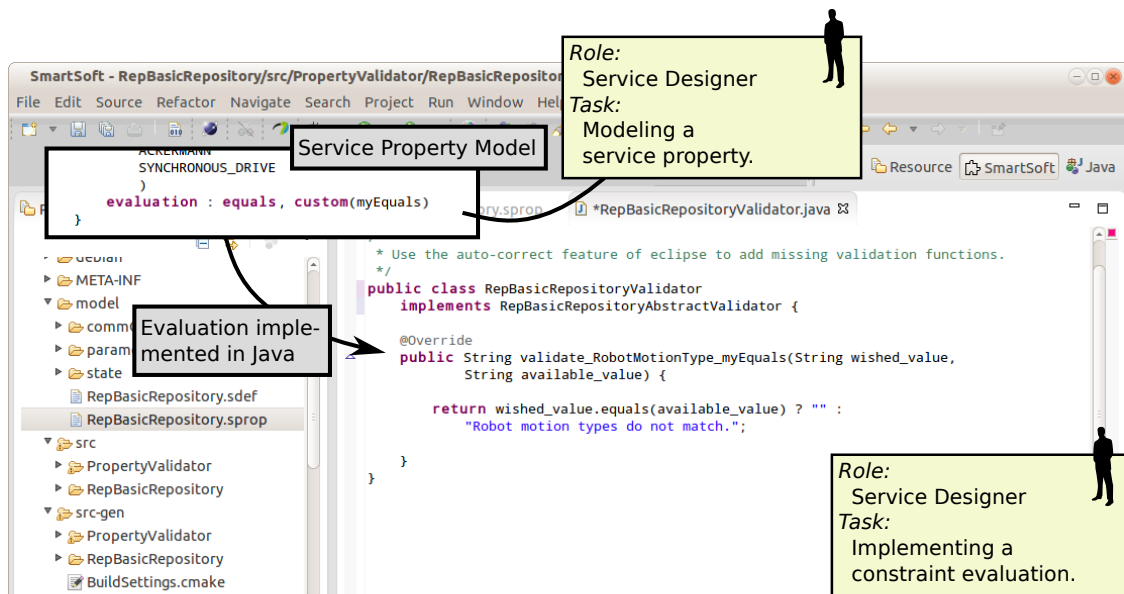 Role:
Service Designer
Task:
Modeling a
service property.
SmartSoft - RepBasicRepository/src/PropertyValidator/RepBasicRepositor
File Edit Source Refactor Navigate Search Project Run Window Help
Service Property Model
ACKERMANN
SYNCHRONOUS_DRIVE
)
evaluation : equals, custom(myEquals)
}
Resource SmartSoft Java
ory.sprop *RepBasicRepositoryValidator.java
* Use the auto-correct feature of eclipse to add missing validation functions.
*/
public class RepBasicRepositoryValidator
implements RepBasicRepositoryAbstractValidator {
@Override
public String validate_RobotMotionType_myEquals(String wished_value,
String available_value) {
return wished_value.equals(available_value) ? "" :
"Robot motion types do not match.";
}
}
debian
META-INF
model
Evaluation imple-
mented in Java
comm
param
state
RepBasicRepository.sdef
RepBasicRepository.sprop
src
PropertyValidator
RepBasicRepository
src-gen
PropertyValidator
RepBasicRepository
BuildSettings.cmake
Role:
Service Designer
Task:
Implementing a
constraint evaluation.